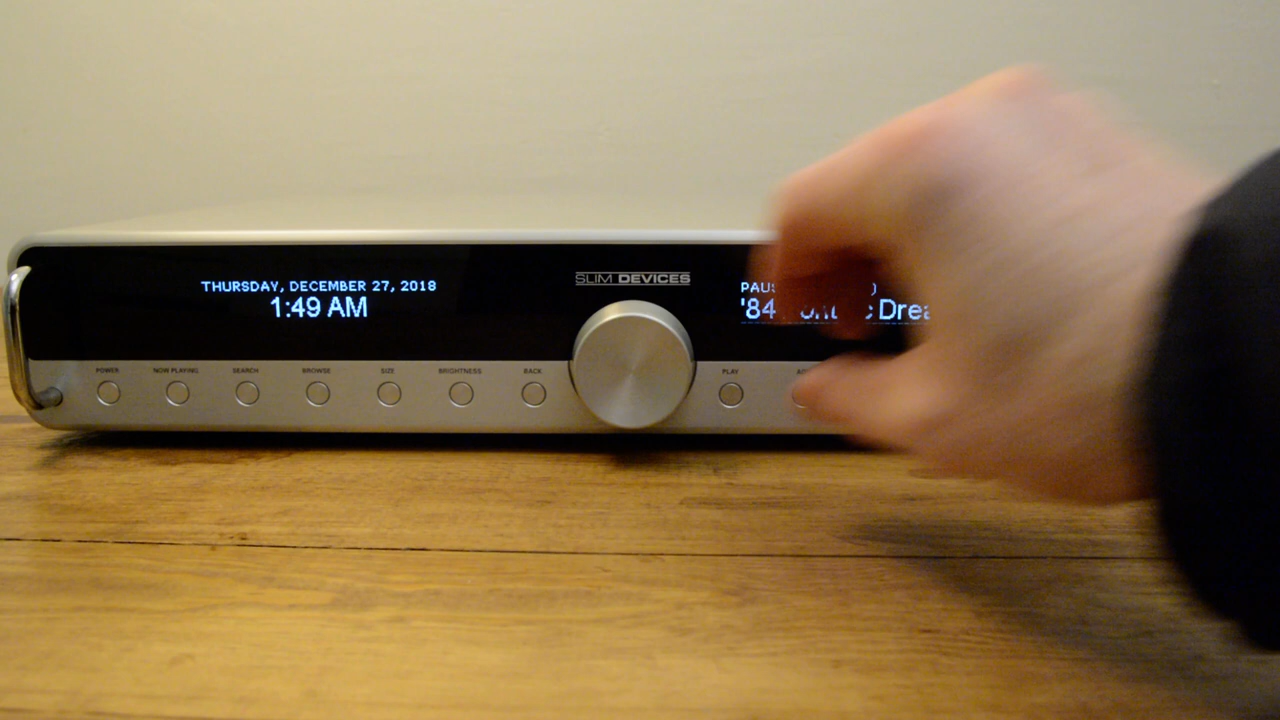 THURSDAY, DECEMBER 27, 2018
1:49 AM
SLIM DEVICES
'84
POWER
NOW PLAYING
SEARCH
BROWSE
SIZE
BRIGHTNESS
BACK
PLAY